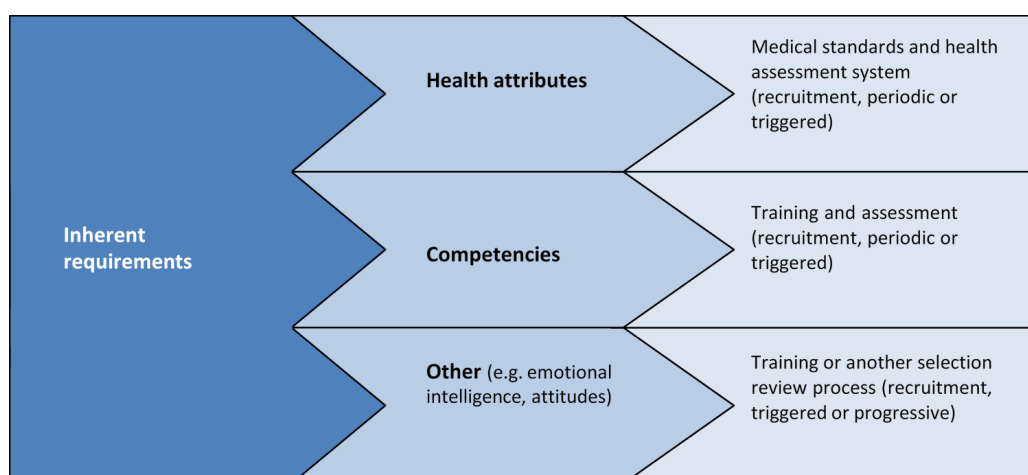 Inherent
requirements
Health attributes
Medical standards and health
assessment system
(recruitment, periodic or
triggered)
Competencies
Training and assessment
(recruitment, periodic or
triggered)
Other (e.g. emotional
intelligence, attitudes)
Training or another selection
review process (recruitment,
triggered or progressive)